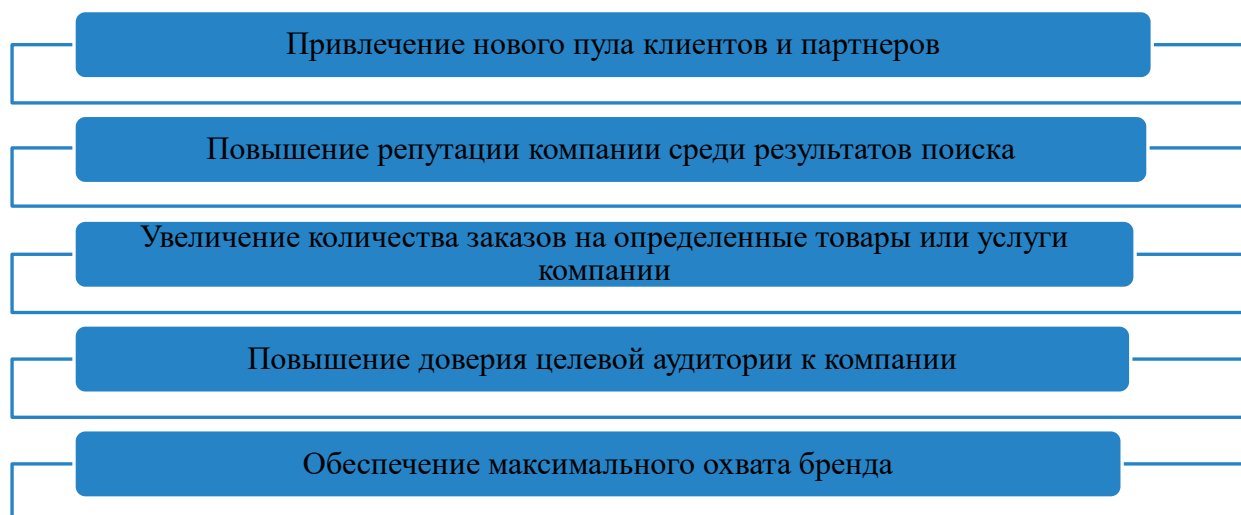 Привлечение нового пула клиентов и партнеров
Повышение репутации компании среди результатов поиска
Увеличение количества заказов на определенные товары или услуги
компании
Повышение доверия целевой аудитории к компании
Обеспечение максимального охвата бренда